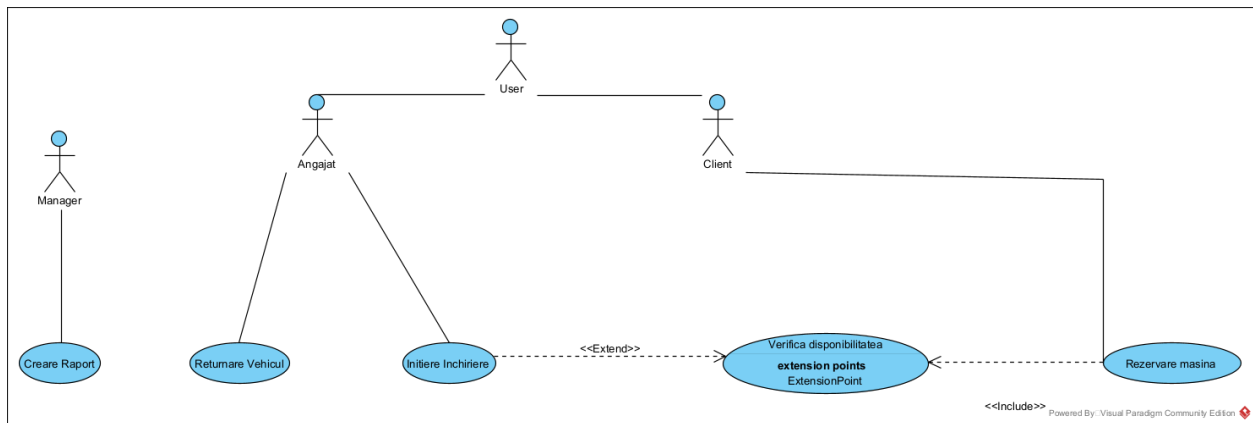 User
Angajat
Client
Manager
Creare Raport
Returnare Vehicul
Initiere Inchiriere
<<Extend>>
Verifica disponibilitatea
extension points
ExtensionPoint
Rezervare masina
<<Include>>
Powered By: Visual Paradigm Community Edition